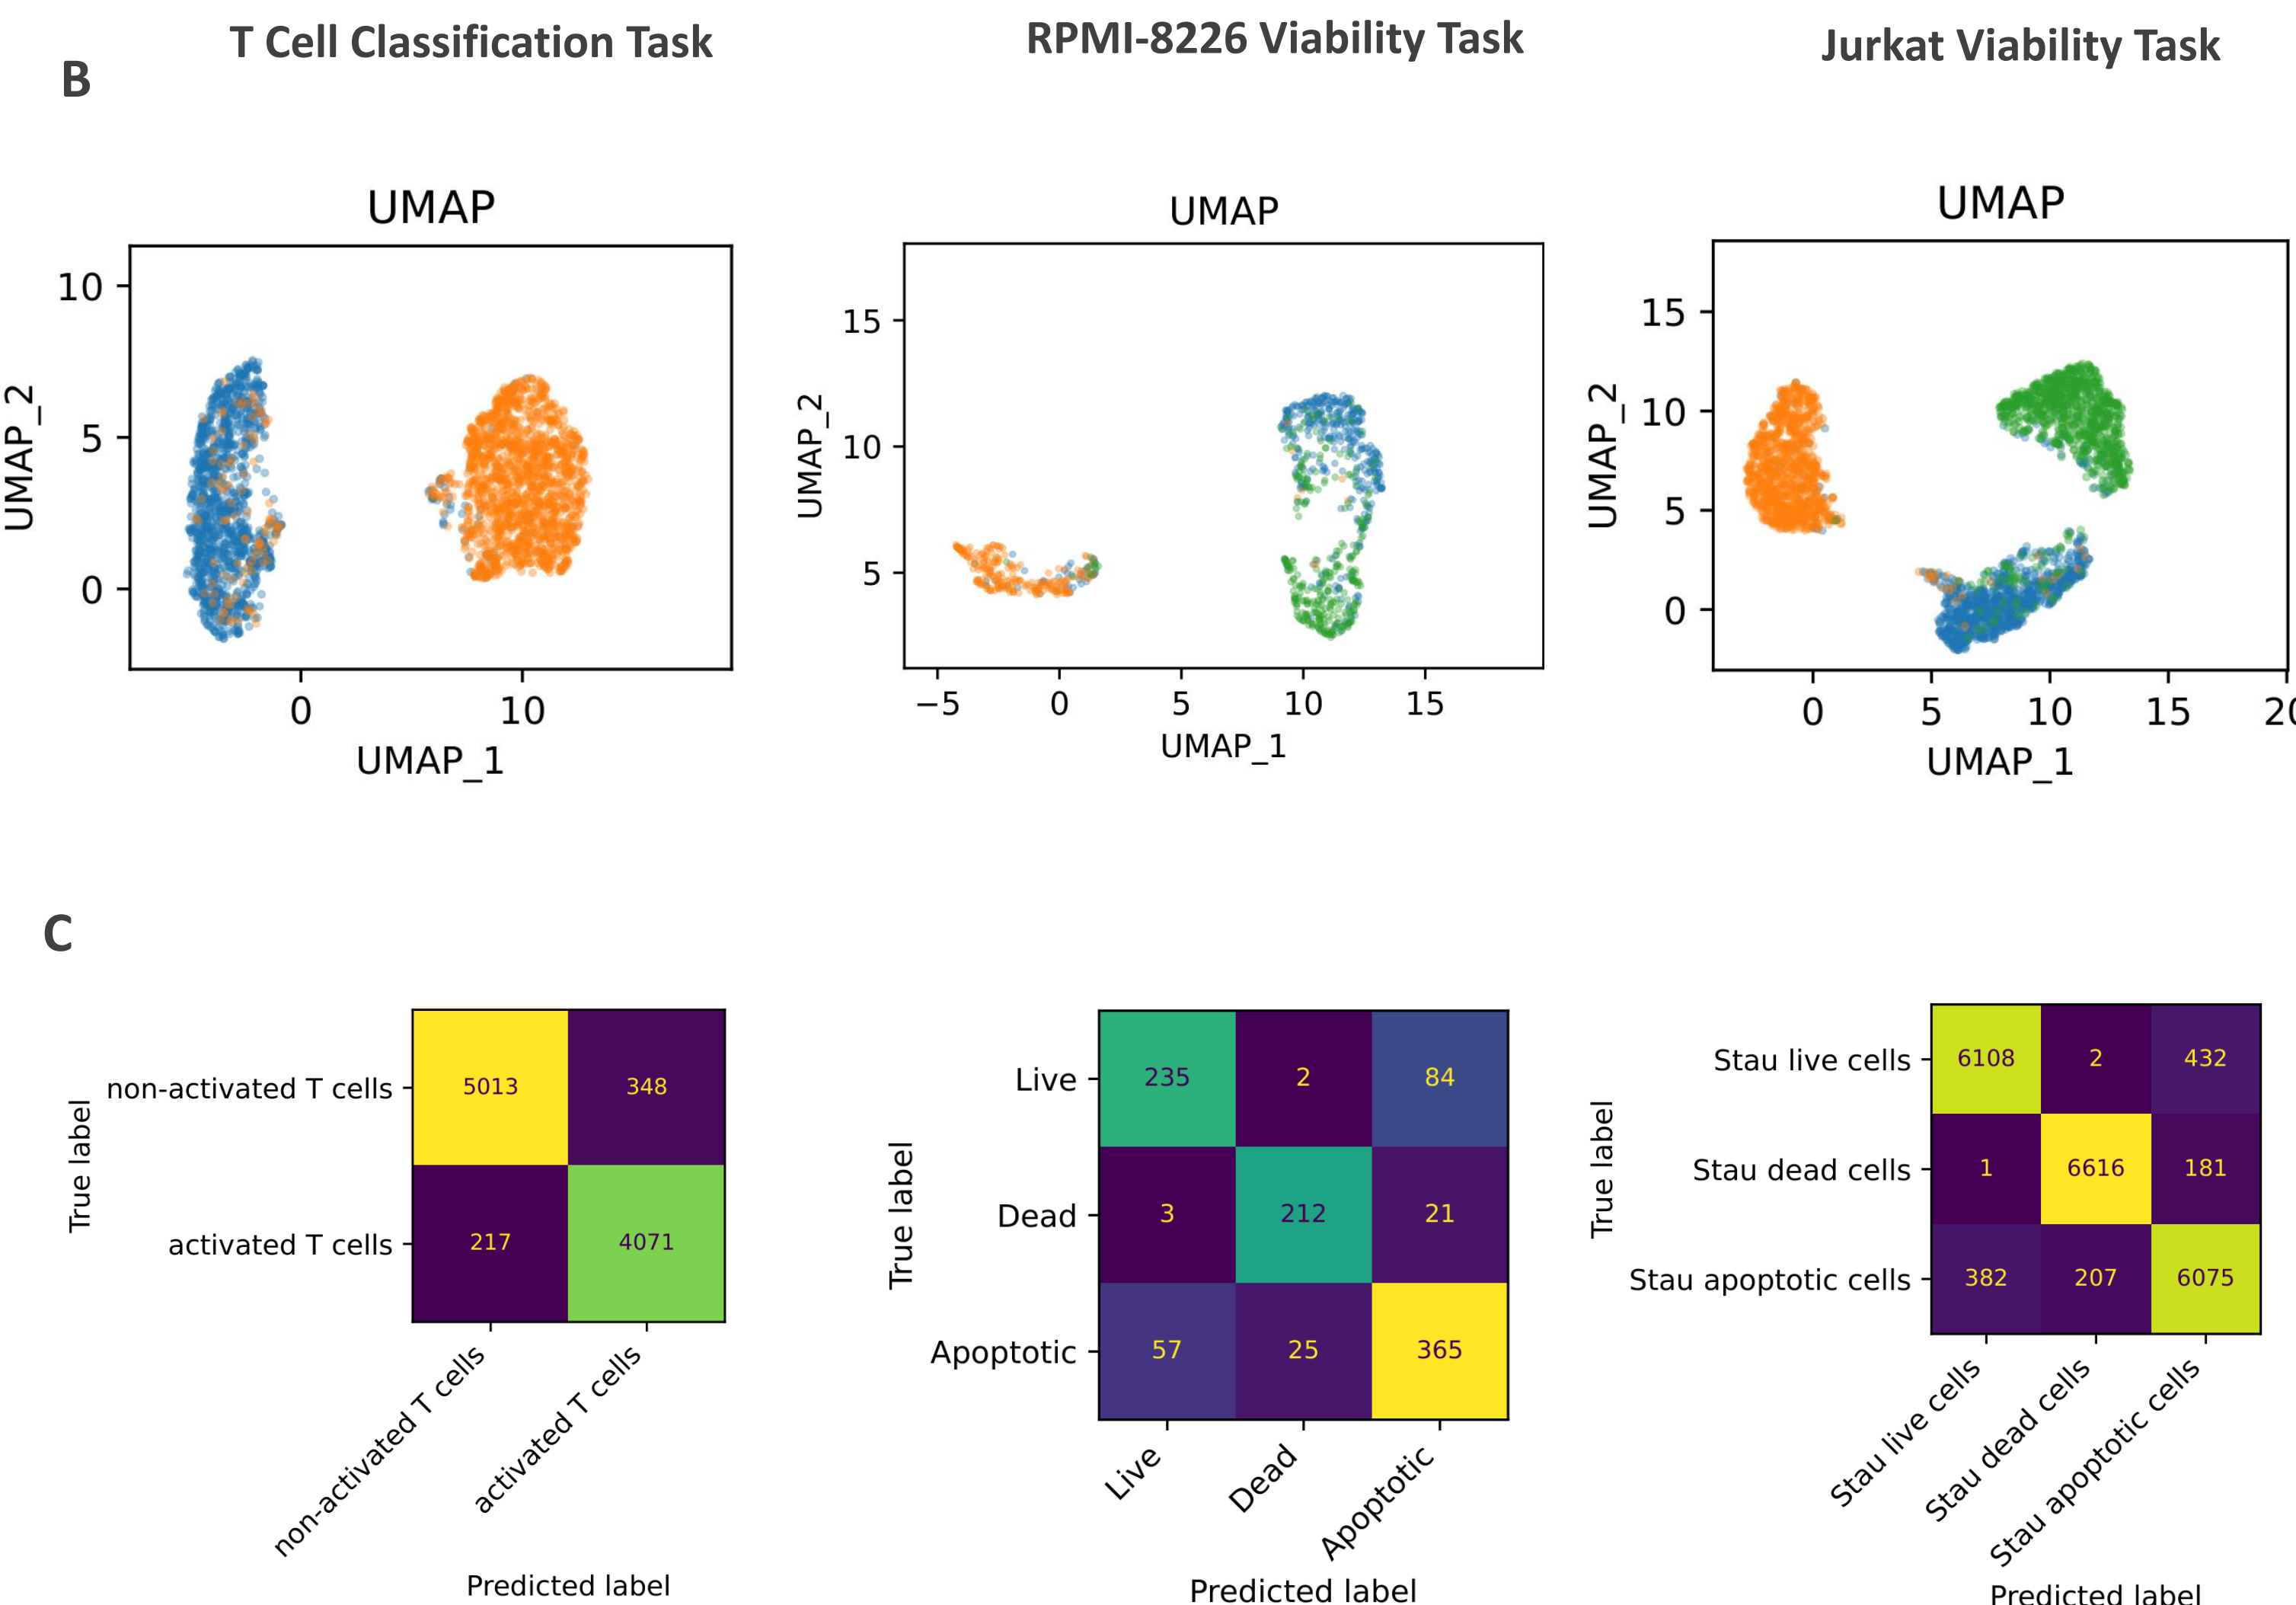 T Cell Classification Task
RPMI-8226 Viability Task
Jurkat Viability Task
B
UMAP
10
5
0
UMAP_2
0
10
UMAP_1
UMAP
15
10
5
UMAP_2
−5
0
5
10
15
UMAP_1
UMAP
15
10
5
0
UMAP_2
0
5
10
15
20
UMAP_1
C
True label
non-activated T cells
5013
348
activated T cells
217
4071
non-activated T cells
activated T cells
Predicted label
True label
Live
235
2
84
Dead
3
212
21
Apoptotic
57
25
365
Live
Dead
Apoptotic
Predicted label
True label
Stau live cells
6108
2
432
Stau dead cells
1
6616
181
Stau apoptotic cells
382
207
6075
Stau live cells
Stau dead cells
Stau apoptotic cells
Predicted label